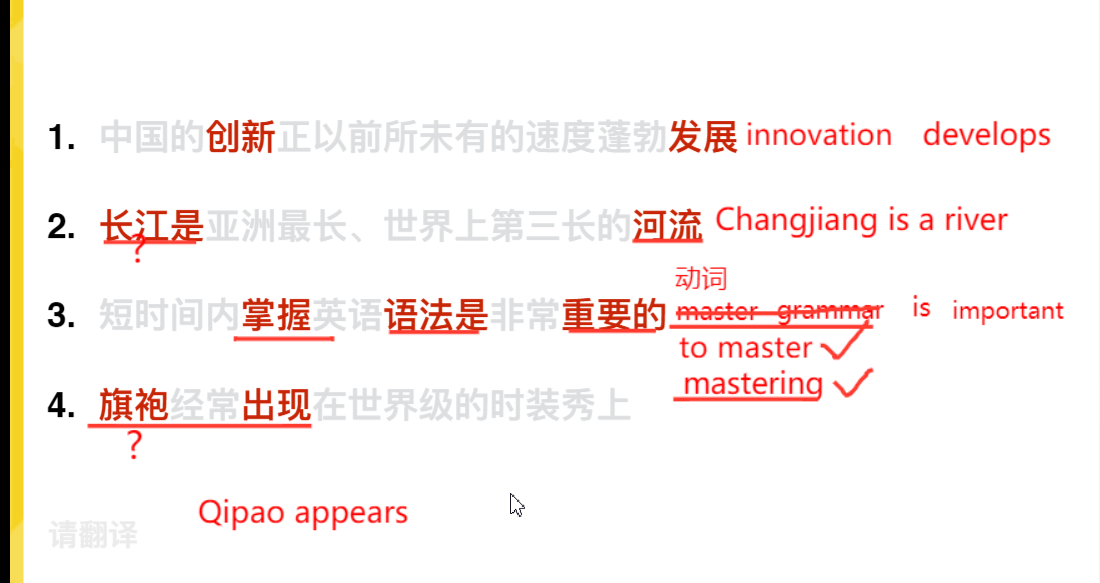 1. 中国的创新正以前所未有的速度蓬勃发展 innovation develops
2. 长江是亚洲最长、世界上第三长的河流 Changjiang is a river
?
动词
3. 短时间内掌握英语语法是非常重要的 master grammar is important
to master
mastering
4. 旗袍经常出现在世界级的时装秀上
?
Qipao appears
请翻译